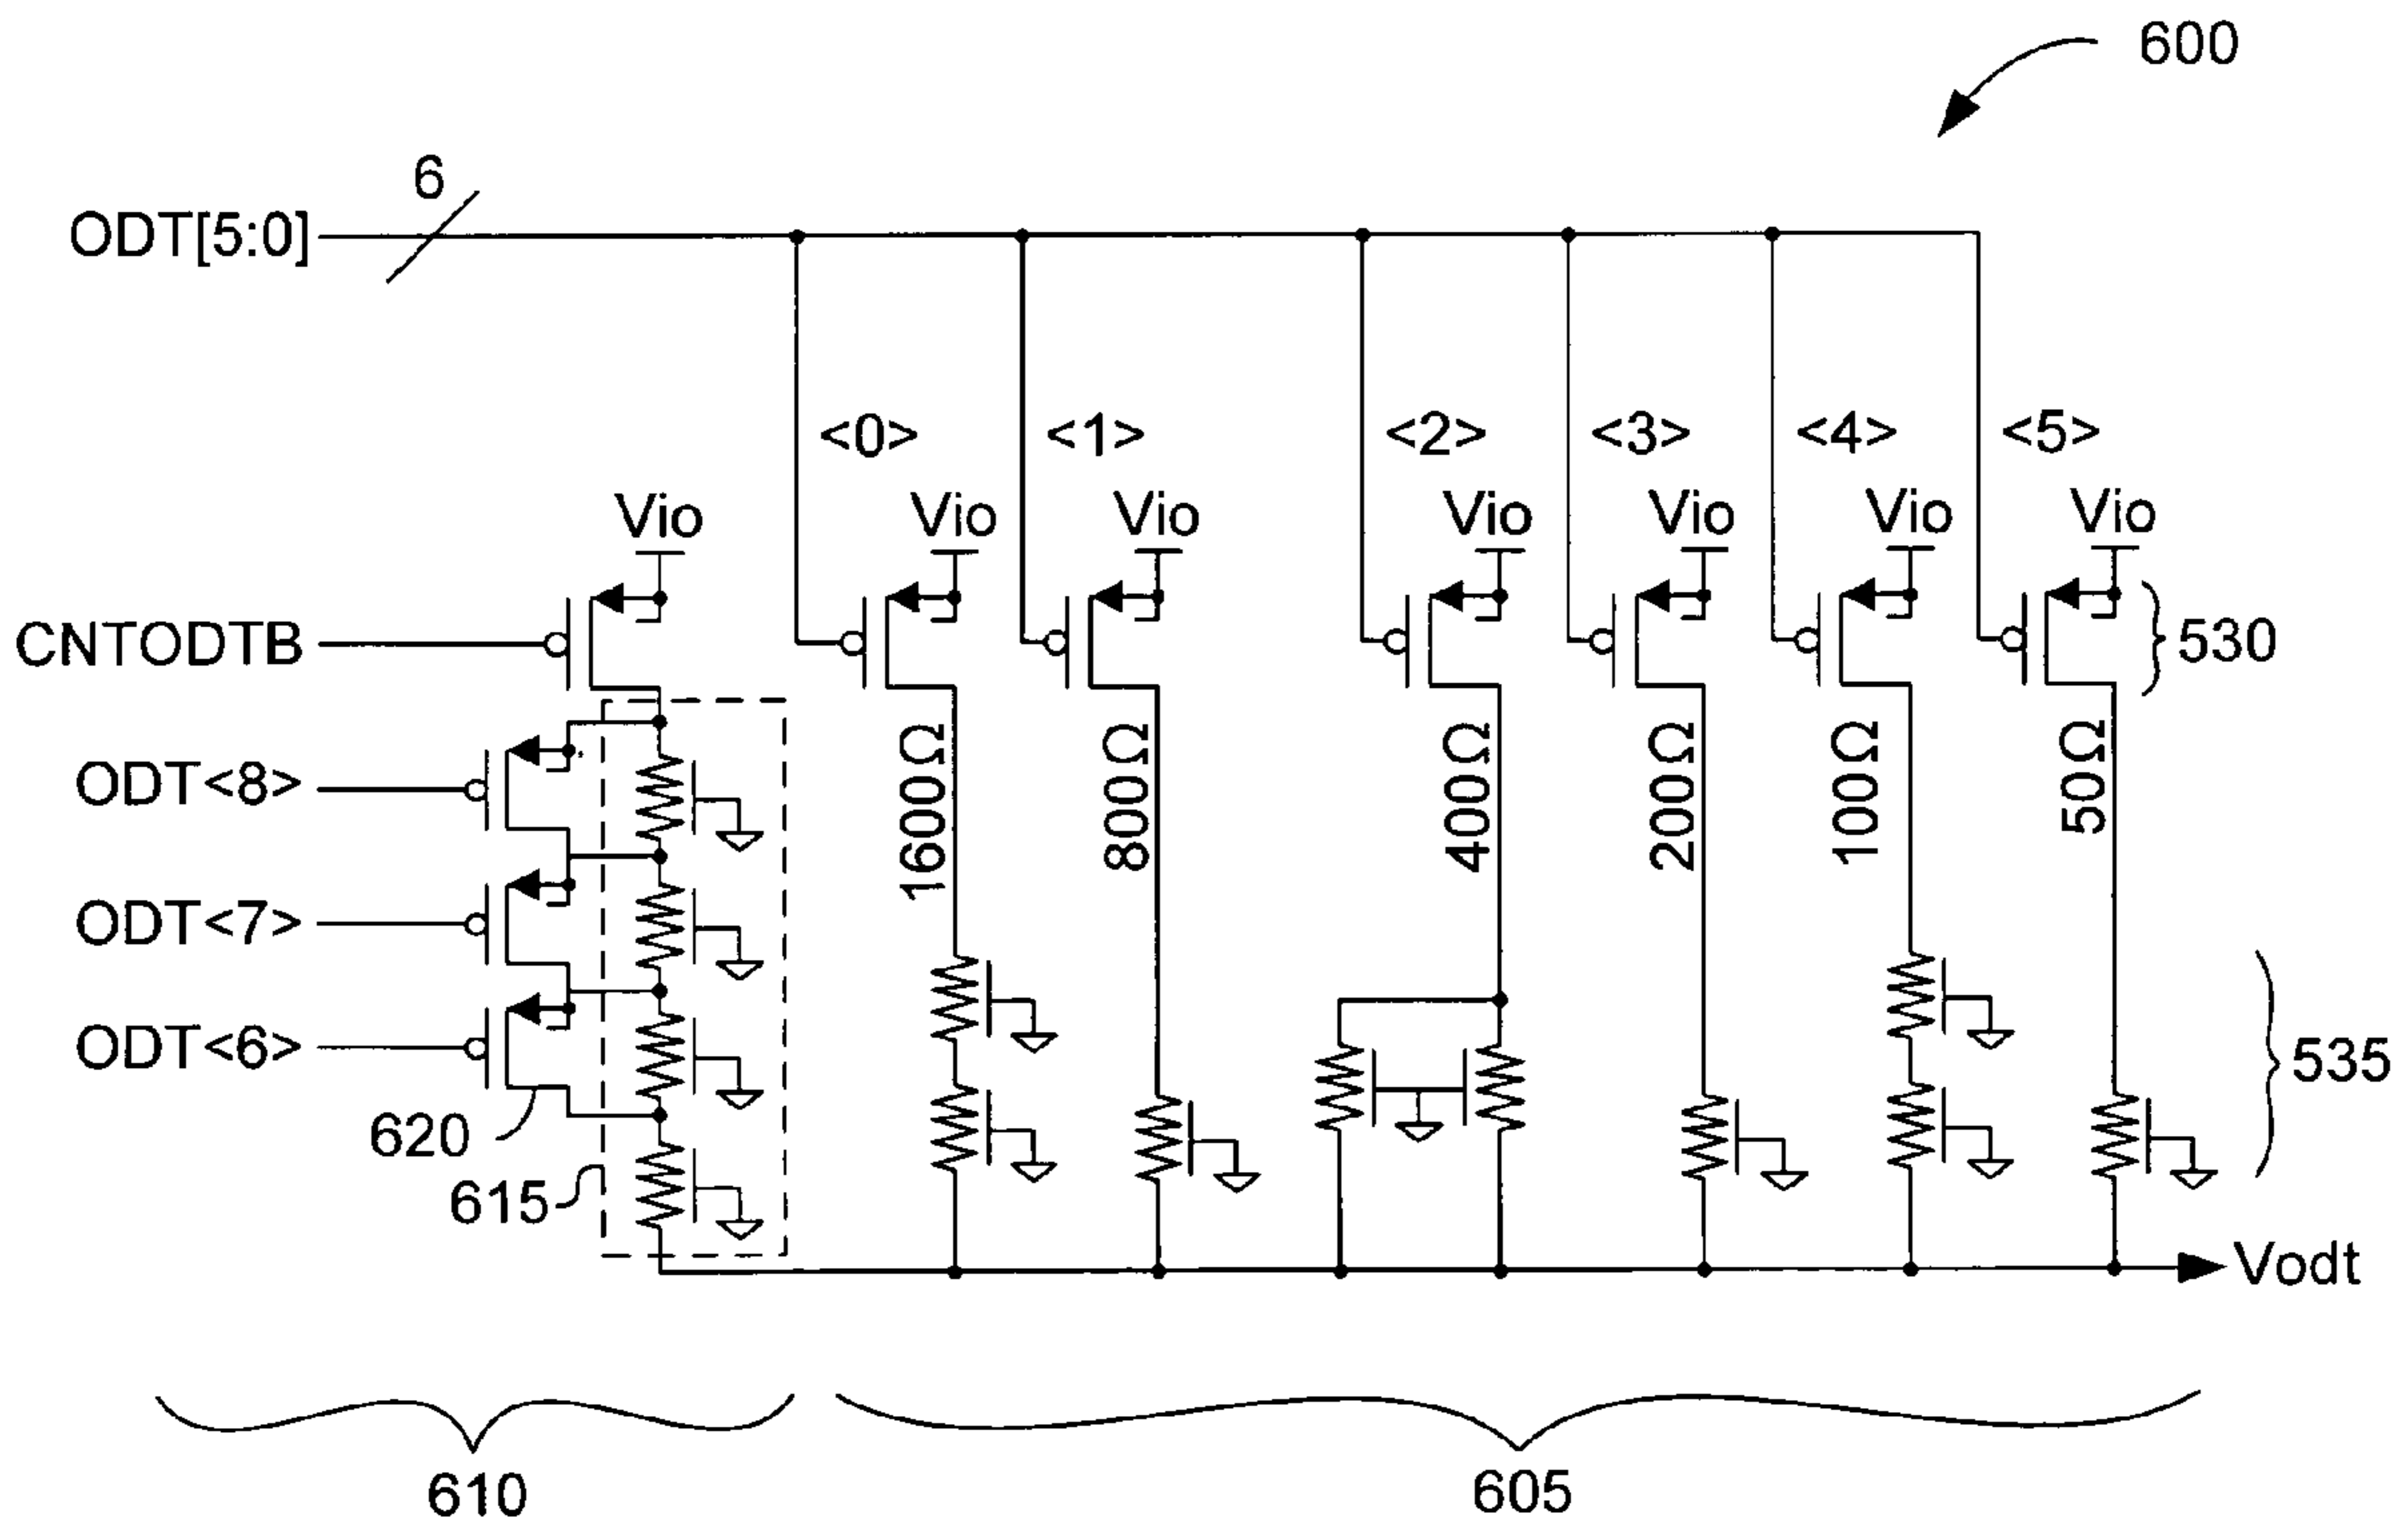 600
6
ODT[5:0]
<0>
<1>
<2>
<3>
<4>
<5>
Vio
Vio
Vio
Vio
Vio
Vio
Vio
CNTODTB
530
1600Ω
800Ω
400Ω
200Ω
100Ω
50Ω
ODT<8>
ODT<7>
ODT<6>
535
620
615
Vodt
610
605